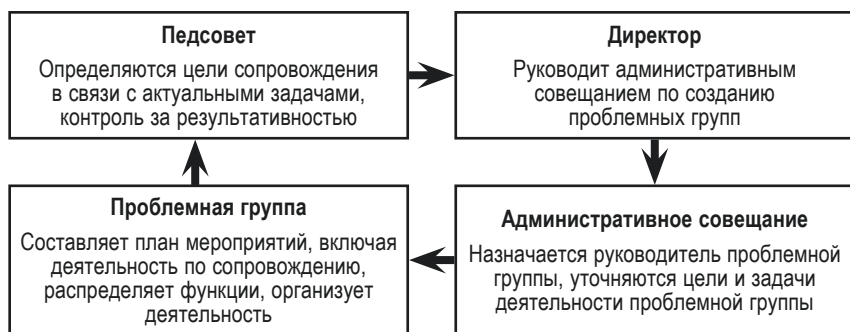 Педсовет
Определяются цели сопровождения
в связи с актуальными задачами,
контроль за результативностью
Директор
Руководит административным
совещанием по созданию
проблемных групп
Проблемная группа
Составляет план мероприятий, включая
деятельность по сопровождению,
распределяет функции, организует
деятельность
Административное совещание
Назначается руководитель проблемной
группы, уточняются цели и задачи
деятельности проблемной группы